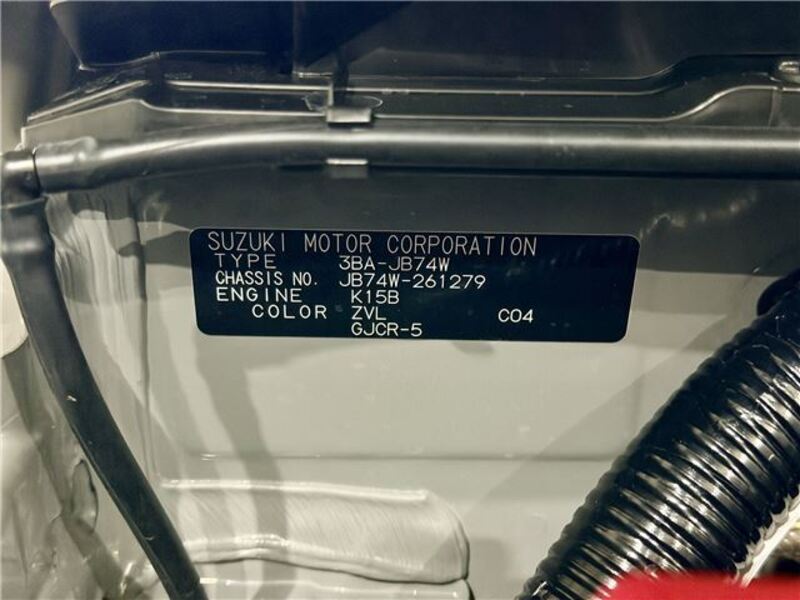 SUZUKI MOTOR CORPORATION
TYPE 3BA-JB74W
CHASSIS NO. JB74W-261279
ENGINE K15B
COLOR ZVL C04
GJCR-5